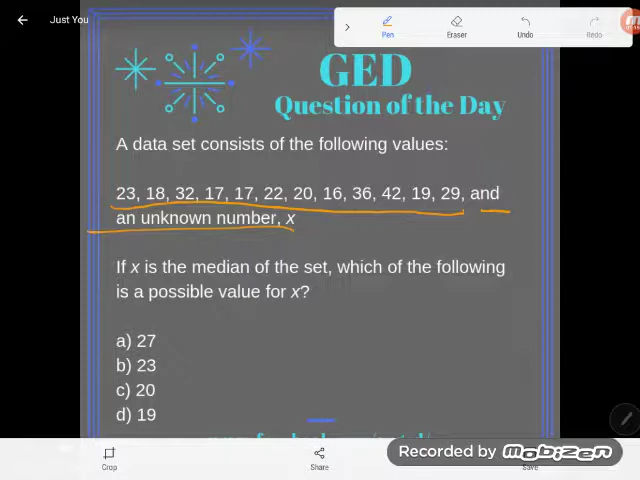 Just You
Pen
Eraser
Undo
Redo
GED
Question of the Day
A data set consists of the following values:
23, 18, 32, 17, 17, 22, 20, 16, 36, 42, 19, 29, and
an unknown number, x
If x is the median of the set, which of the following
is a possible value for x?
a) 27
b) 23
c) 20
d) 19
Recorded by Mobizen
Crop
Share
Save